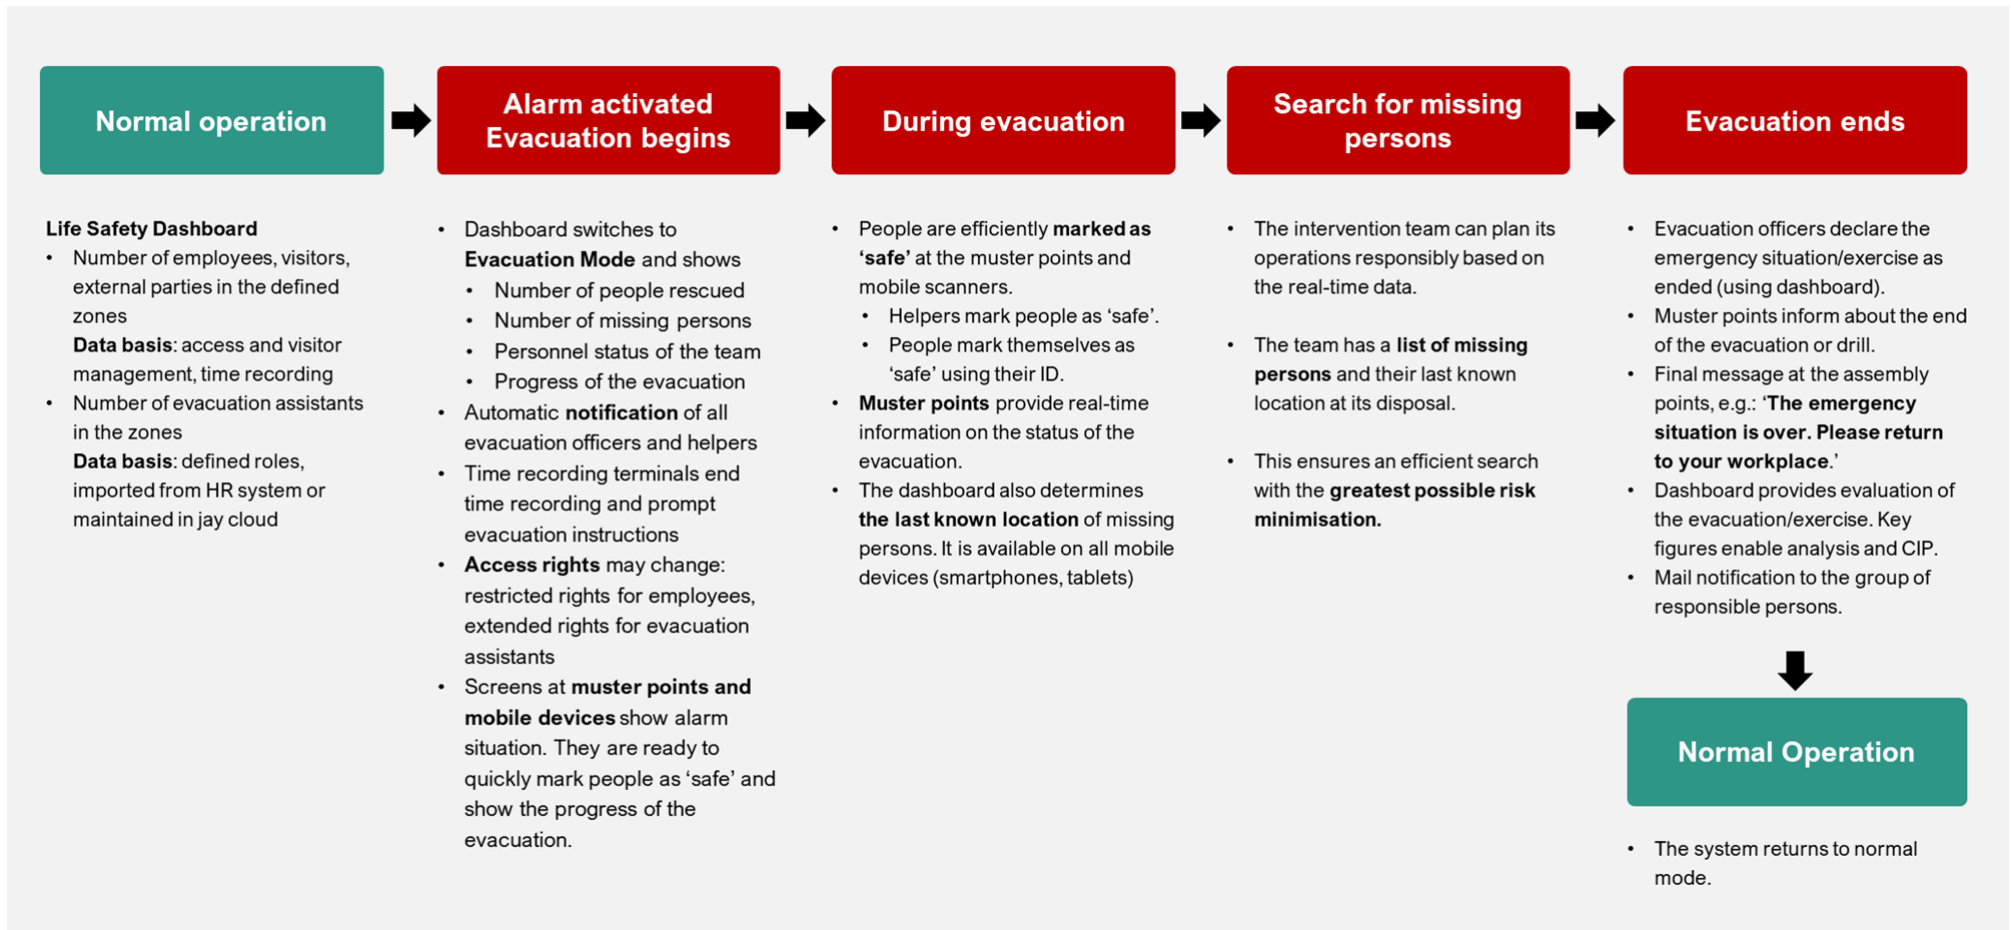 Normal operation
Life Safety Dashboard
• Number of employees, visitors,
external parties in the defined
zones
Data basis: access and visitor
management, time recording
• Number of evacuation assistants
in the zones
Data basis: defined roles,
imported from HR system or
maintained in jay cloud
Alarm activated
Evacuation begins
• Dashboard switches to
Evacuation Mode and shows
• Number of people rescued
• Number of missing persons
• Personnel status of the team
• Progress of the evacuation
• Automatic notification of all
evacuation officers and helpers
• Time recording terminals end
time recording and prompt
evacuation instructions
• Access rights may change:
restricted rights for employees,
extended rights for evacuation
assistants
• Screens at muster points and
mobile devices show alarm
situation. They are ready to
quickly mark people as ‘safe’ and
show the progress of the
evacuation.
During evacuation
• People are efficiently marked as
‘safe’ at the muster points and
mobile scanners.
• Helpers mark people as ‘safe’.
• People mark themselves as
‘safe’ using their ID.
• Muster points provide real-time
information on the status of the
evacuation.
• The dashboard also determines
the last known location of missing
persons. It is available on all mobile
devices (smartphones, tablets)
Search for missing
persons
• The intervention team can plan its
operations responsibly based on
the real-time data.
• The team has a list of missing
persons and their last known
location at its disposal.
• This ensures an efficient search
with the greatest possible risk
minimisation.
Evacuation ends
• Evacuation officers declare the
emergency situation/exercise as
ended (using dashboard).
• Muster points inform about the end
of the evacuation or drill.
• Final message at the assembly
points, e.g.: ‘The emergency
situation is over. Please return
to your workplace.’
• Dashboard provides evaluation of
the evacuation/exercise. Key
figures enable analysis and CIP.
• Mail notification to the group of
responsible persons.
Normal Operation
• The system returns to normal
mode.